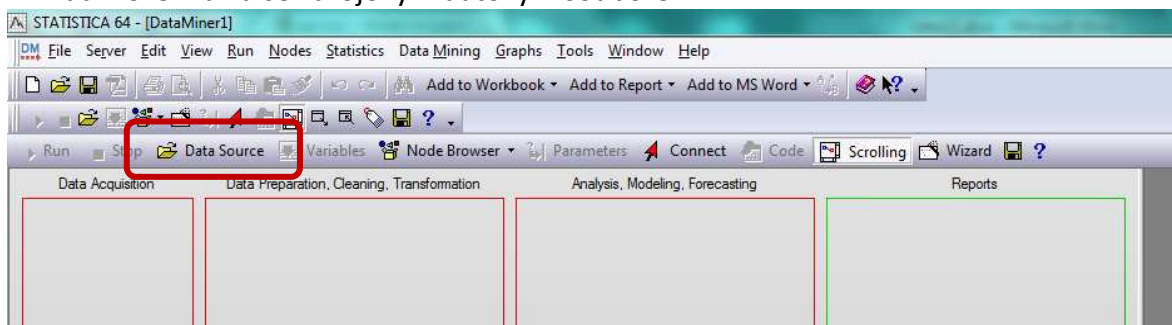 STATISTICA 64 - [DataMiner1]
DM File Server Edit View Run Nodes Statistics Data Mining Graphs Tools Window Help
Add to Workbook Add to Report Add to MS Word ?
?
Run Stop Data Source Variables Node Browser Parameters Connect Code Scrolling Wizard ?
Data Acquisition Data Preparation, Cleaning, Transformation Analysis, Modeling, Forecasting Reports